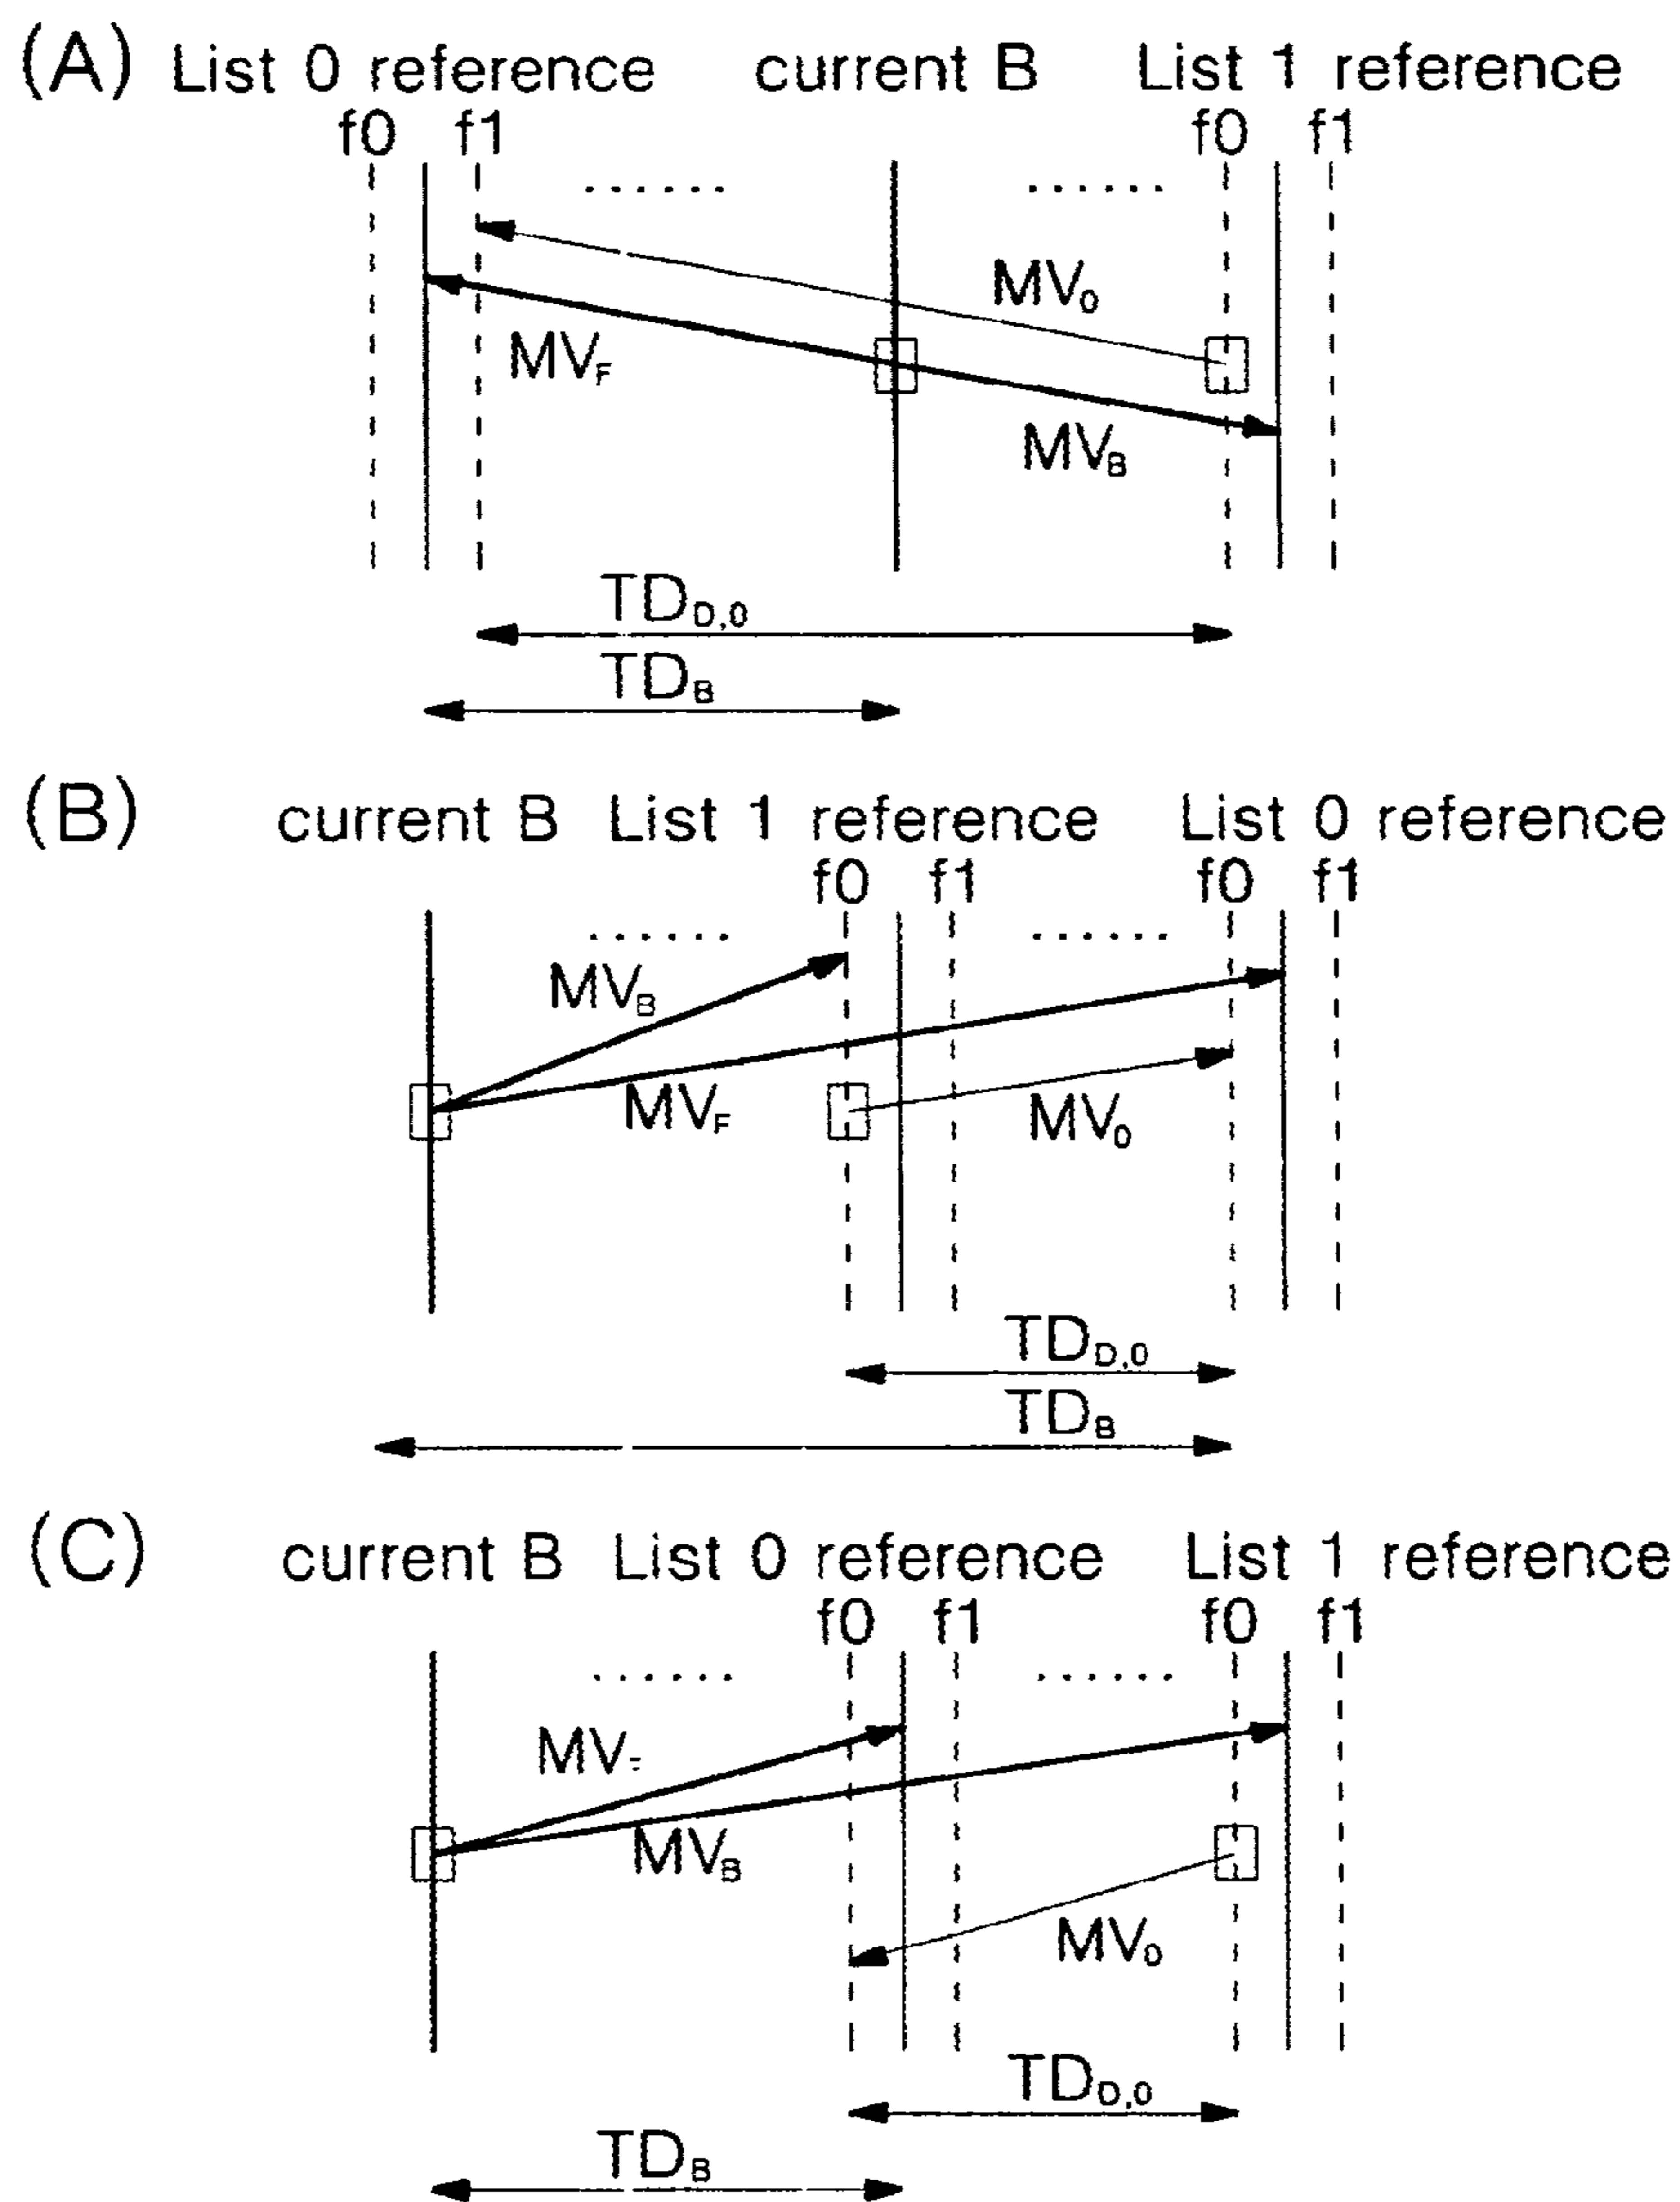 (A) List 0 reference current B List 1 reference
f0 f1 f0 f1
......  ......
MV0
MVF
MVB
TDD,0
TDB
(B) current B List 1 reference List 0 reference
f0 f1 f0 f1
......  ......
MVB
MVF MV0
TDD,0
TDB
(C) current B List 0 reference List 1 reference
f0 f1 f0 f1
......  ......
MV
MVB
MV0
TDD,0
TDB